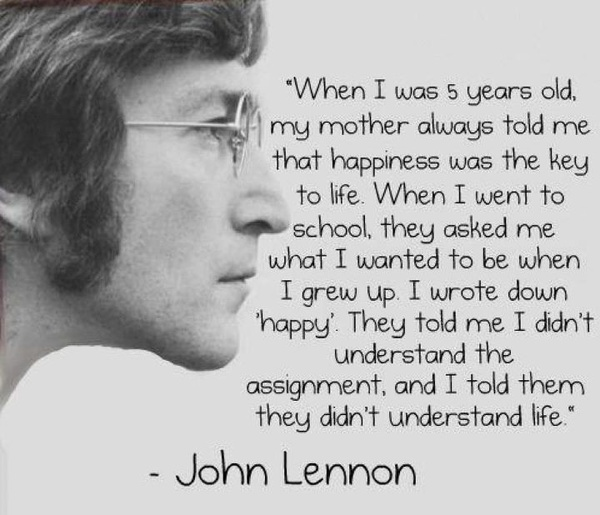 "When I was 5 years old,
my mother always told me
that happiness was the key
to life. When I went to
school, they asked me
what I wanted to be when
I grew up. I wrote down
'happy'. They told me I didn't
understand the
assignment, and I told them
they didn't understand life."
- John Lennon